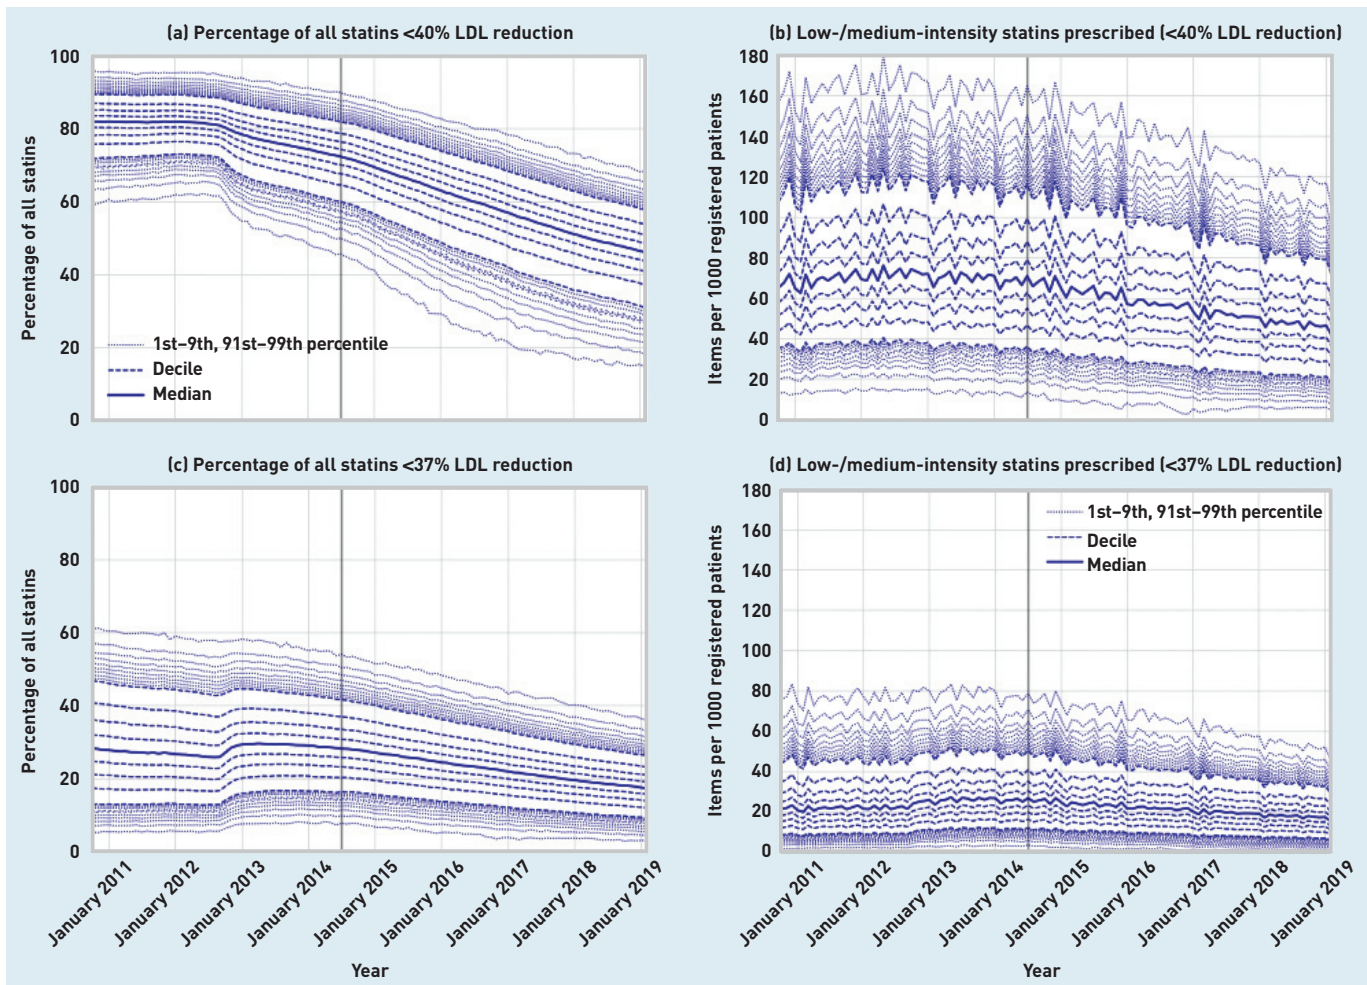 (a) Percentage of all statins <40% LDL reduction
Percentage of all statins
100
80
60
40
20
0
1st–9th, 91st–99th percentile
Decile
Median
(b) Low-/medium-intensity statins prescribed (<40% LDL reduction)
Items per 1000 registered patients
180
160
140
120
100
80
60
40
20
0
(c) Percentage of all statins <37% LDL reduction
Percentage of all statins
100
80
60
40
20
0
January 2011
January 2012
January 2013
January 2014
January 2015
January 2016
January 2017
January 2018
January 2019
Year
(d) Low-/medium-intensity statins prescribed (<37% LDL reduction)
Items per 1000 registered patients
180
160
140
120
100
80
60
40
20
0
1st–9th, 91st–99th percentile
Decile
Median
January 2011
January 2012
January 2013
January 2014
January 2015
January 2016
January 2017
January 2018
January 2019
Year